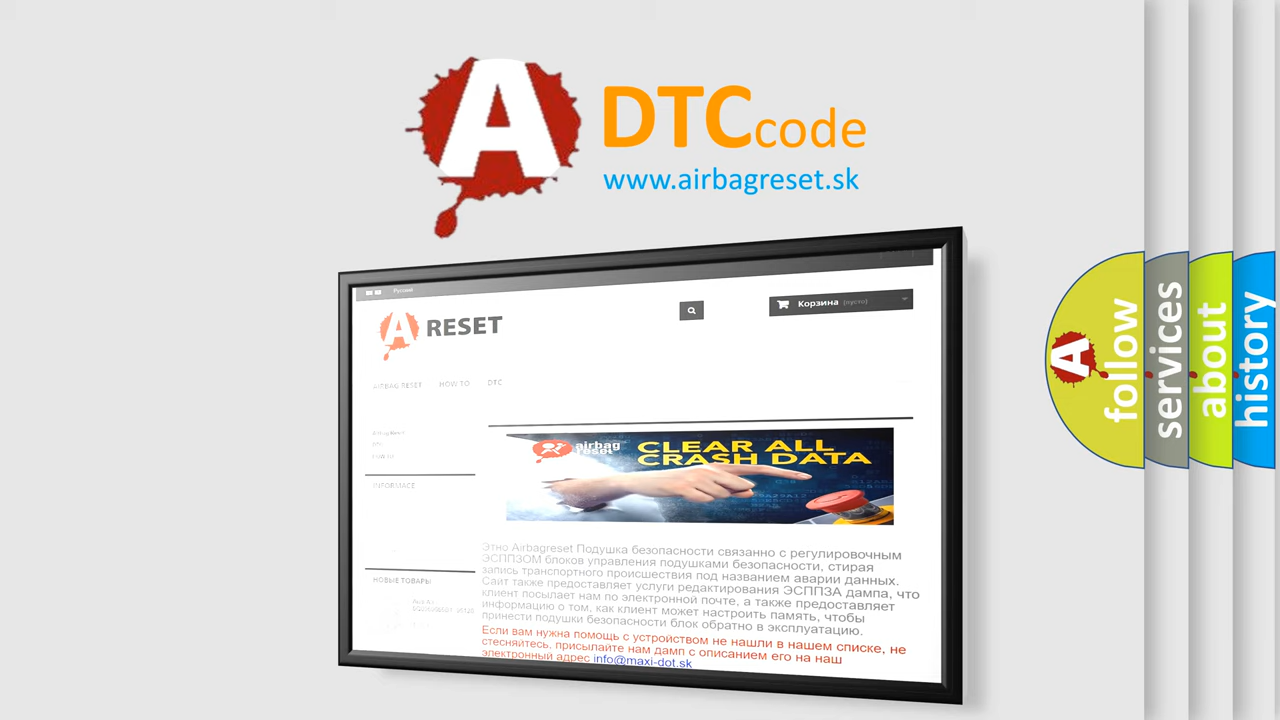 A DTCcode
www.airbagreset.sk
Русский
A RESET
Корзина (пусто)
AIRBAG RESET HOW TO DTC
airbag reset CLEAR ALL
CRASH DATA
INFORMACE
Этно Airbagreset Подушка безопасности связанно с регулировочным
ЭСППЗОМ блоков управления подушками безопасности, стирая
запись транспортного происшествия под названием аварии данных.
Сайт также предоставляет услуги редактирования ЭСППЗА дампа, что
клиент посылает нам по электронной почте, а также предоставляет
информацию о том, как клиент может настроить память, чтобы
принести подушки безопасности блок обратно в эксплуатацию.
Если вам нужна помощь с устройством не нашли в нашем списке, не
стесняйтесь, присылайте нам дамп с описанием его на наш
электронный адрес info@maxi-dot.sk
НОВЫЕ ТОВАРЫ
A follow
services
about
history